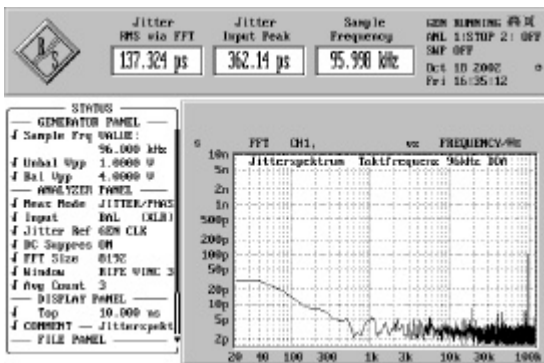 Jitter
RMS via FFT
137.324 ps
Jitter
Input Peak
362.14 ps
Sample
Frequency
95.998 kHz
GEN RUNNING
ANL 1:STOP 2: OFF
SWP OFF
Oct 18 2002
Fri 16:35:12
R S
STATUS
GENERATOR PANEL
Sample Frq VALUE:
96.000 kHz
Unbal Vpp 1.0000 V
Bal Vpp 4.0000 V
ANALYZER PANEL
Meas Mode JITTER/PHAS
Input BAL (XLR)
Jitter Ref GEN CLK
DC Suppres ON
FFT Size 8192
Window RIFE VINC 3
Avg Count 3
DISPLAY PANEL
Top 10.000 ns
COMMENT Jitterspekt
FILE PANEL
s FFT CH1, vs FREQUENCY/Hz
Jitterspektrum Taktfrequenz 96kHz
10n
5n
2n
1n
500p
200p
100p
50p
20p
10p
5p
2p
20 40 100 300 1k 3k 10k 30k 100k